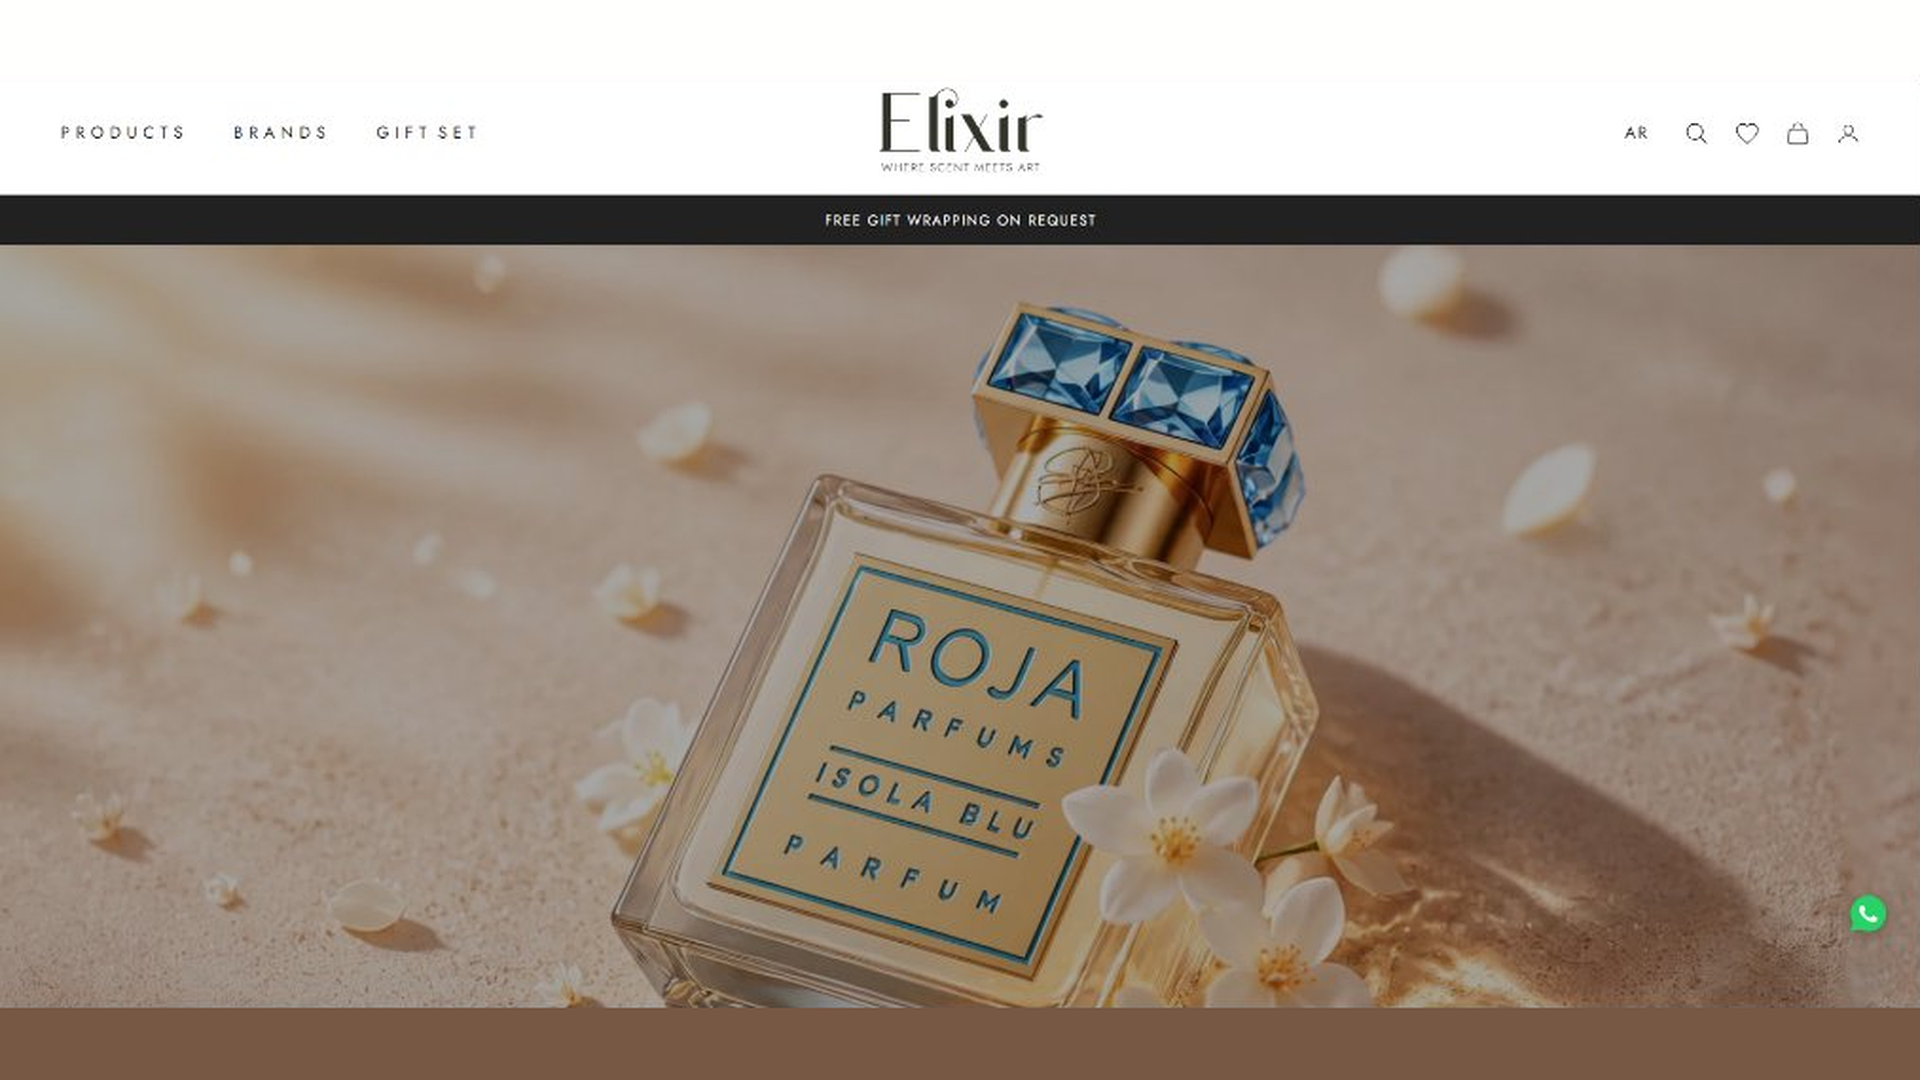 PRODUCTS
BRANDS
GIFT SET
Elixir
WHERE SCENT MEETS ART
AR
FREE GIFT WRAPPING ON REQUEST
ROJA
PARFUMS
ISOLA BLU
PARFUM